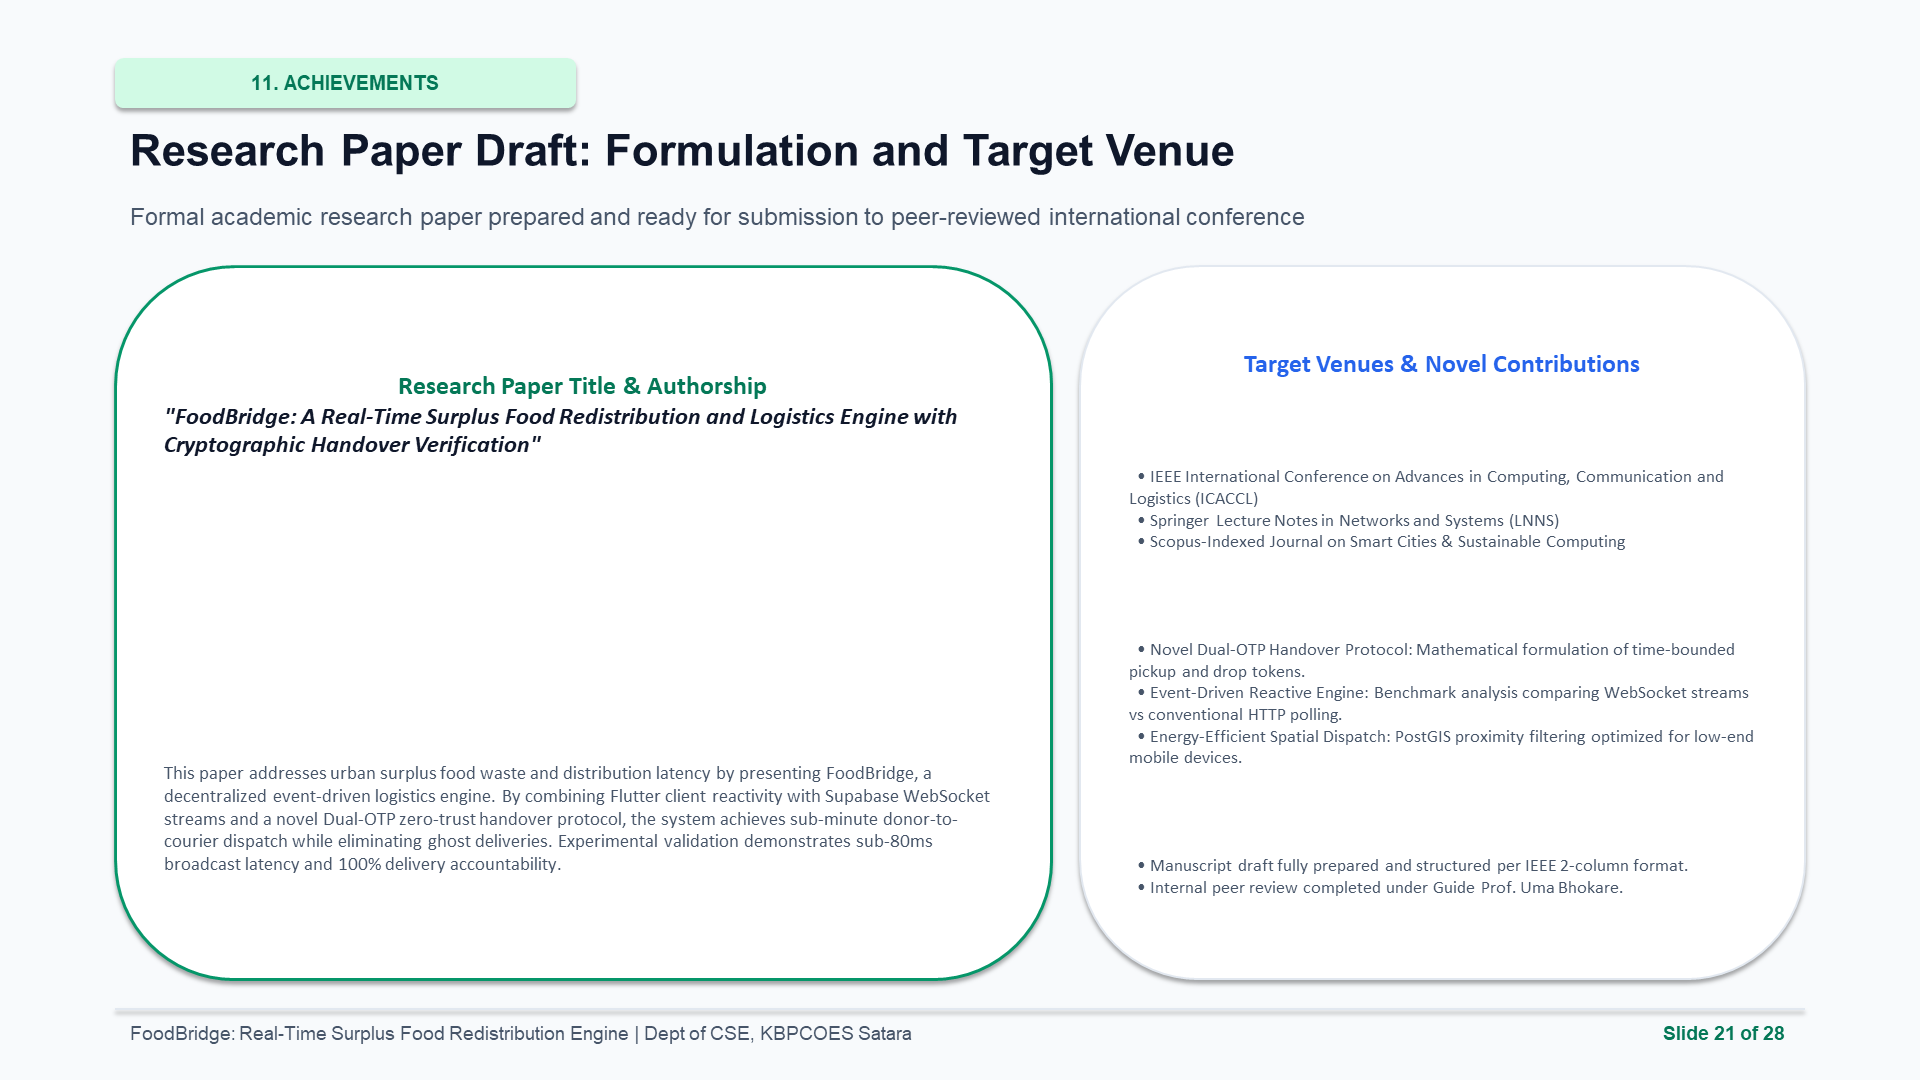 11. ACHIEVEMENTS
Research Paper Draft: Formulation and Target Venue
Formal academic research paper prepared and ready for submission to peer-reviewed international conference
Research Paper Title & Authorship
"FoodBridge: A Real-Time Surplus Food Redistribution and Logistics Engine with
Cryptographic Handover Verification"
This paper addresses urban surplus food waste and distribution latency by presenting FoodBridge, a
decentralized event-driven logistics engine. By combining Flutter client reactivity with Supabase WebSocket
streams and a novel Dual-OTP zero-trust handover protocol, the system achieves sub-minute donor-to-
courier dispatch while eliminating ghost deliveries. Experimental validation demonstrates sub-80ms
broadcast latency and 100% delivery accountability.
Target Venues & Novel Contributions
• IEEE International Conference on Advances in Computing, Communication and
Logistics (ICACCL)
• Springer Lecture Notes in Networks and Systems (LNNS)
• Scopus-Indexed Journal on Smart Cities & Sustainable Computing
• Novel Dual-OTP Handover Protocol: Mathematical formulation of time-bounded
pickup and drop tokens.
• Event-Driven Reactive Engine: Benchmark analysis comparing WebSocket streams
vs conventional HTTP polling.
• Energy-Efficient Spatial Dispatch: PostGIS proximity filtering optimized for low-end
mobile devices.
• Manuscript draft fully prepared and structured per IEEE 2-column format.
• Internal peer review completed under Guide Prof. Uma Bhokare.
FoodBridge: Real-Time Surplus Food Redistribution Engine | Dept of CSE, KBPCOES Satara
Slide 21 of 28